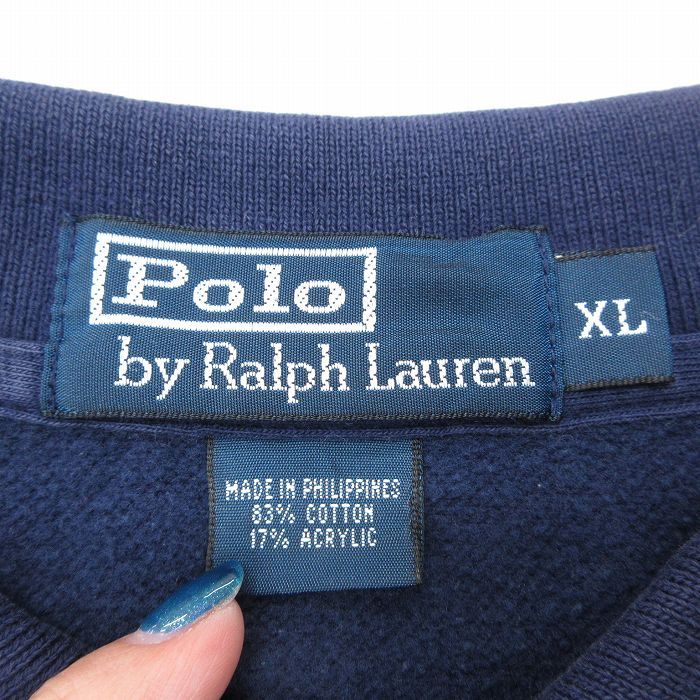 Polo
by Ralph Lauren
XL
MADE IN PHILIPPINES
83% COTTON
17% ACRYLIC